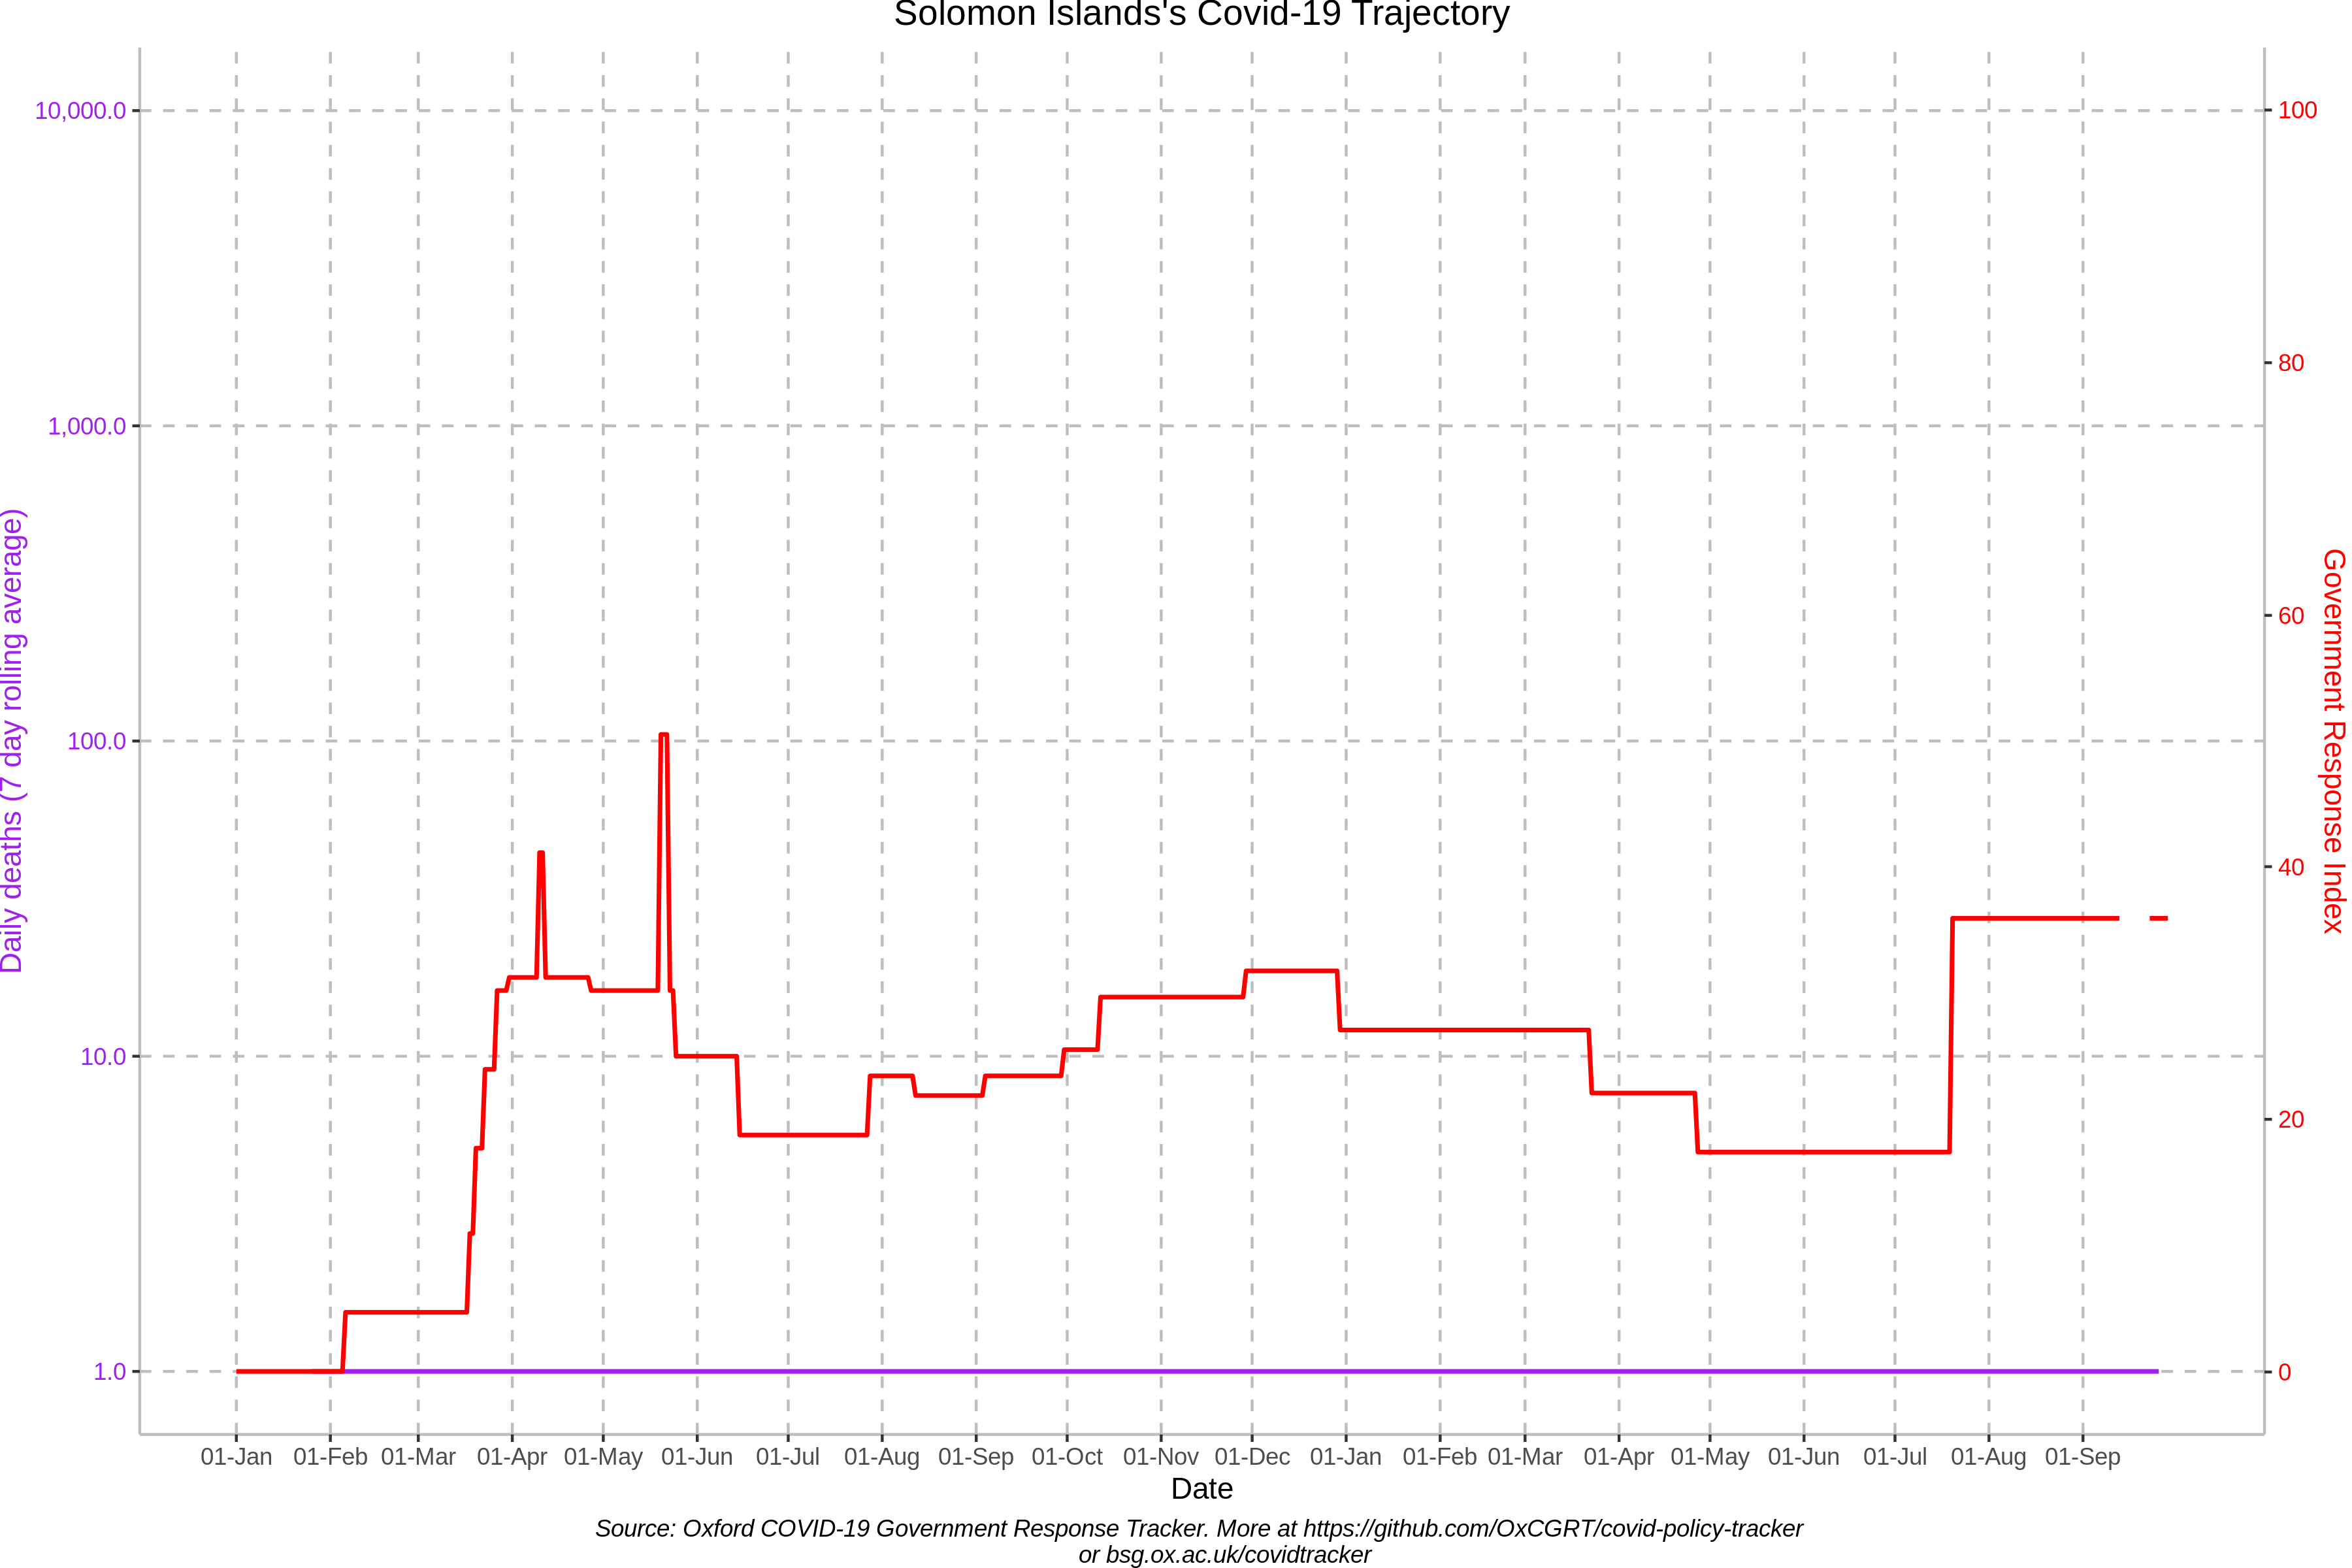 Solomon Islands's Covid-19 Trajectory
10,000.0
1,000.0
100.0
10.0
1.0
Daily deaths (7 day rolling average)
100
80
60
40
20
0
Government Response Index
01-Jan 01-Feb 01-Mar 01-Apr 01-May 01-Jun 01-Jul 01-Aug 01-Sep 01-Oct 01-Nov 01-Dec 01-Jan 01-Feb 01-Mar 01-Apr 01-May 01-Jun 01-Jul 01-Aug 01-Sep
Date
Source: Oxford COVID-19 Government Response Tracker. More at https://github.com/OxCGRT/covid-policy-tracker
or bsg.ox.ac.uk/covidtracker